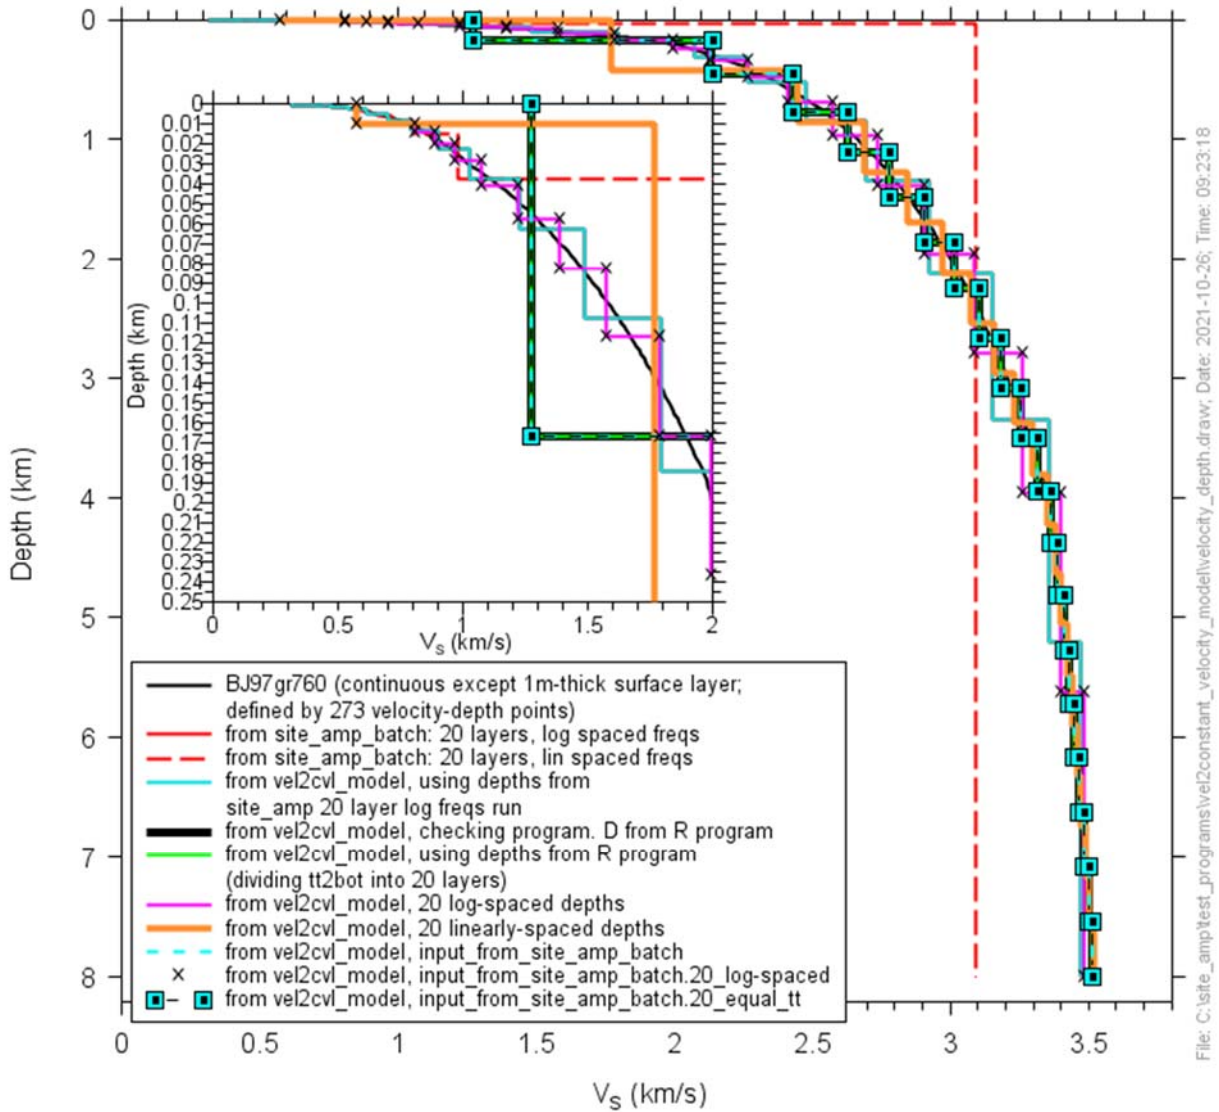 0
1
2
3
4
5
6
7
8
Depth (km)
0
0.01
0.02
0.03
0.04
0.05
0.06
0.07
0.08
0.09
0.1
0.11
0.12
0.13
0.14
0.15
0.16
0.17
0.18
0.19
0.2
0.21
0.22
0.23
0.24
0.25
Depth (km)
0 0.5 1 1.5 2
Vs (km/s)
BJ97gr760 (continuous except 1m-thick surface layer;
defined by 273 velocity-depth points)
from site_amp_batch: 20 layers, log spaced freqs
from site_amp_batch: 20 layers, lin spaced freqs
from vel2cvl_model, using depths from
site_amp 20 layer log freqs run
from vel2cvl_model, checking program. D from R program
from vel2cvl_model, using depths from R program
(dividing tt2bot into 20 layers)
from vel2cvl_model, 20 log-spaced depths
from vel2cvl_model, 20 linearly-spaced depths
from vel2cvl_model, input_from_site_amp_batch
from vel2cvl_model, input_from_site_amp_batch.20_log-spaced
from vel2cvl_model, input_from_site_amp_batch.20_equal_tt
0 0.5 1 1.5 2 2.5 3 3.5
Vs (km/s)
File: C:\site_amp\test_programs\vel2constant_velocity_model\velocity_depth.draw; Date: 2021-10-26; Time: 09:23:18